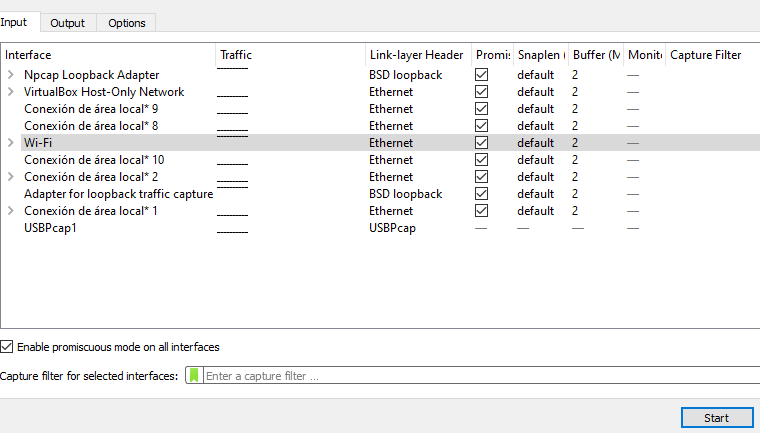 Input Output Options
Interface Traffic Link-layer Header Promis Snaplen ( Buffer (M Monito Capture Filter
Npcap Loopback Adapter BSD loopback default 2 —
VirtualBox Host-Only Network Ethernet default 2 —
Conexión de área local* 9 Ethernet default 2 —
Conexión de área local* 8 Ethernet default 2 —
Wi-Fi Ethernet default 2 —
Conexión de área local* 10 Ethernet default 2 —
Conexión de área local* 2 Ethernet default 2 —
Adapter for loopback traffic capture BSD loopback default 2 —
Conexión de área local* 1 Ethernet default 2 —
USBPcap1 USBPcap — — — —
Enable promiscuous mode on all interfaces
Capture filter for selected interfaces: Enter a capture filter ...
Start